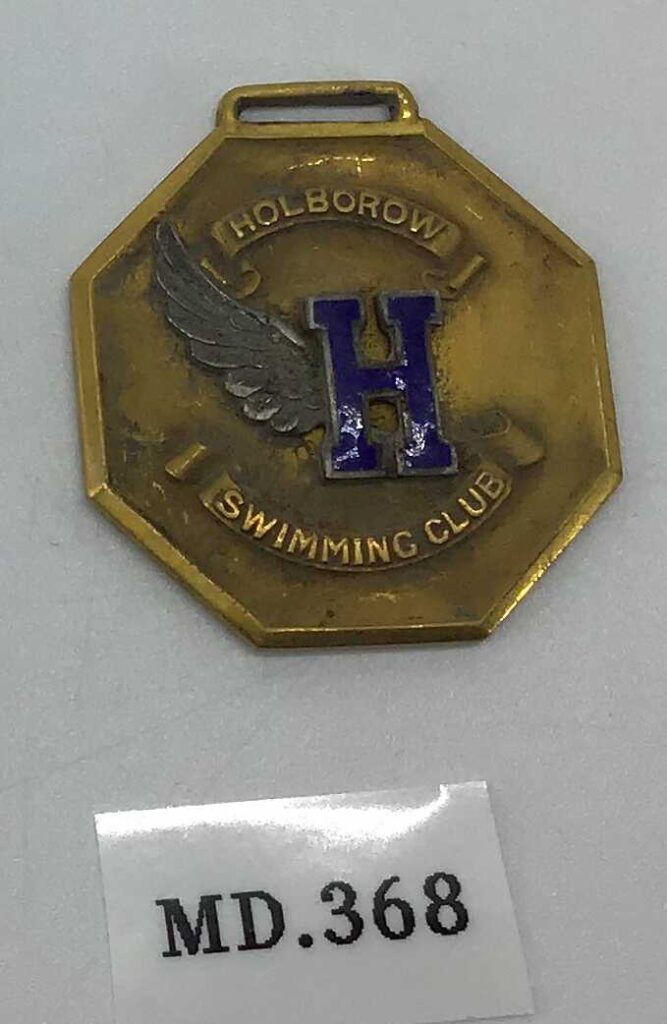 HOLBOROW
H
SWIMMING CLUB
MD.368